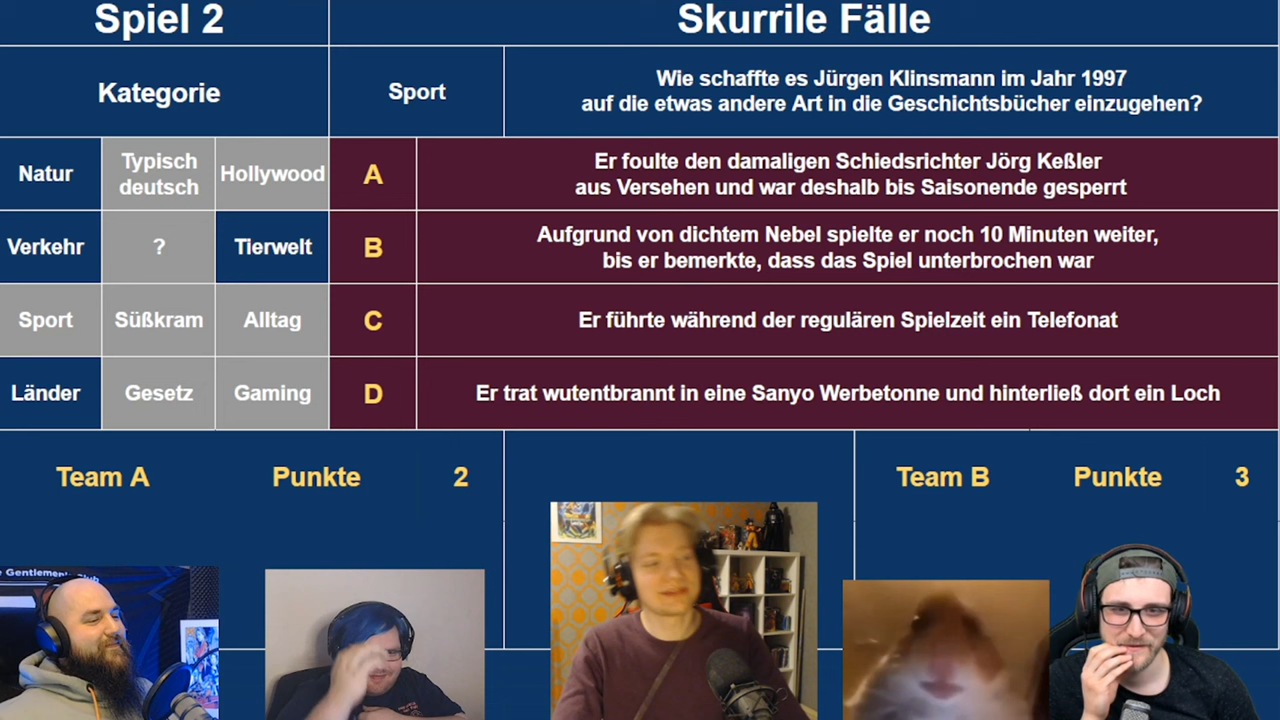 Spiel 2
Skurrile Fälle
Kategorie
Sport
Wie schaffte es Jürgen Klinsmann im Jahr 1997
auf die etwas andere Art in die Geschichtsbücher einzugehen?
Natur
Typisch
deutsch
Hollywood
A
Er foulte den damaligen Schiedsrichter Jörg Keßler
aus Versehen und war deshalb bis Saisonende gesperrt
Verkehr
?
Tierwelt
B
Aufgrund von dichtem Nebel spielte er noch 10 Minuten weiter,
bis er bemerkte, dass das Spiel unterbrochen war
Sport
Süßkram
Alltag
C
Er führte während der regulären Spielzeit ein Telefonat
Länder
Gesetz
Gaming
D
Er trat wutentbrannt in eine Sanyo Werbetonne und hinterließ dort ein Loch
Team A
Punkte
2
Team B
Punkte
3
Gentlemen's Club